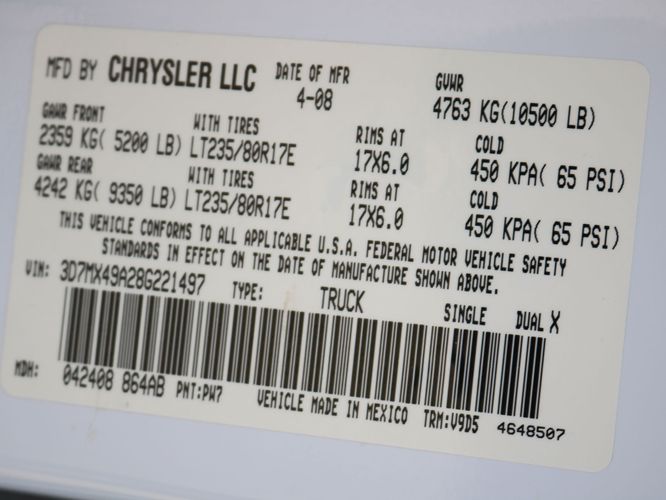 MFD BY CHRYSLER LLC DATE OF MFR GVWR
4-08 4763 KG(10500 LB)
GAWR FRONT WITH TIRES RIMS AT COLD
2359 KG( 5200 LB) LT235/80R17E 17X6.0 450 KPA( 65 PSI)
GAWR REAR WITH TIRES RIMS AT COLD
4242 KG( 9350 LB) LT235/80R17E 17X6.0 450 KPA( 65 PSI)
THIS VEHICLE CONFORMS TO ALL APPLICABLE U.S.A. FEDERAL MOTOR VEHICLE SAFETY
STANDARDS IN EFFECT ON THE DATE OF MANUFACTURE SHOWN ABOVE.
VIN: 3D7MX49A28G221497 TYPE: TRUCK SINGLE DUAL X
MDH: 042408 864AB PNT:PW7 VEHICLE MADE IN MEXICO TRM:V9D5 4648507